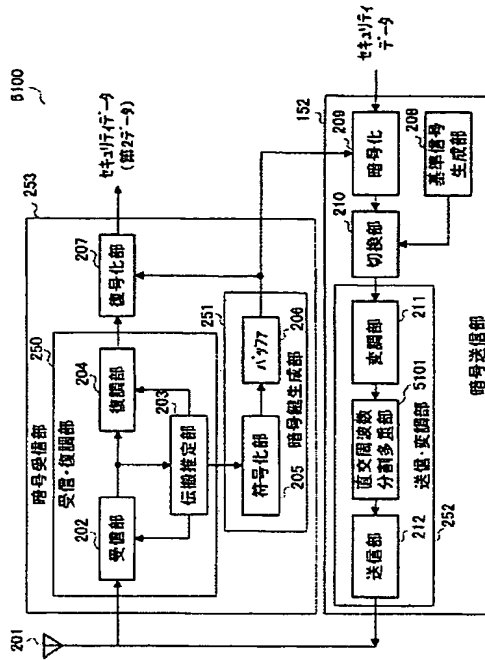 201
暗号受信部
253
受信・復調部
250
202
受信部
204
復調部
203
伝搬推定部
207
復号化部
セキュリティデータ
(第2データ)
251
符号化部
205
バッファ
206
暗号鍵生成部
152
セキュリティ
データ
209
暗号化
208
基準信号
生成部
210
切換部
211
変調部
5101
直交周波数
分割多重部
212
送信部
送信・変調部
252
暗号送信部